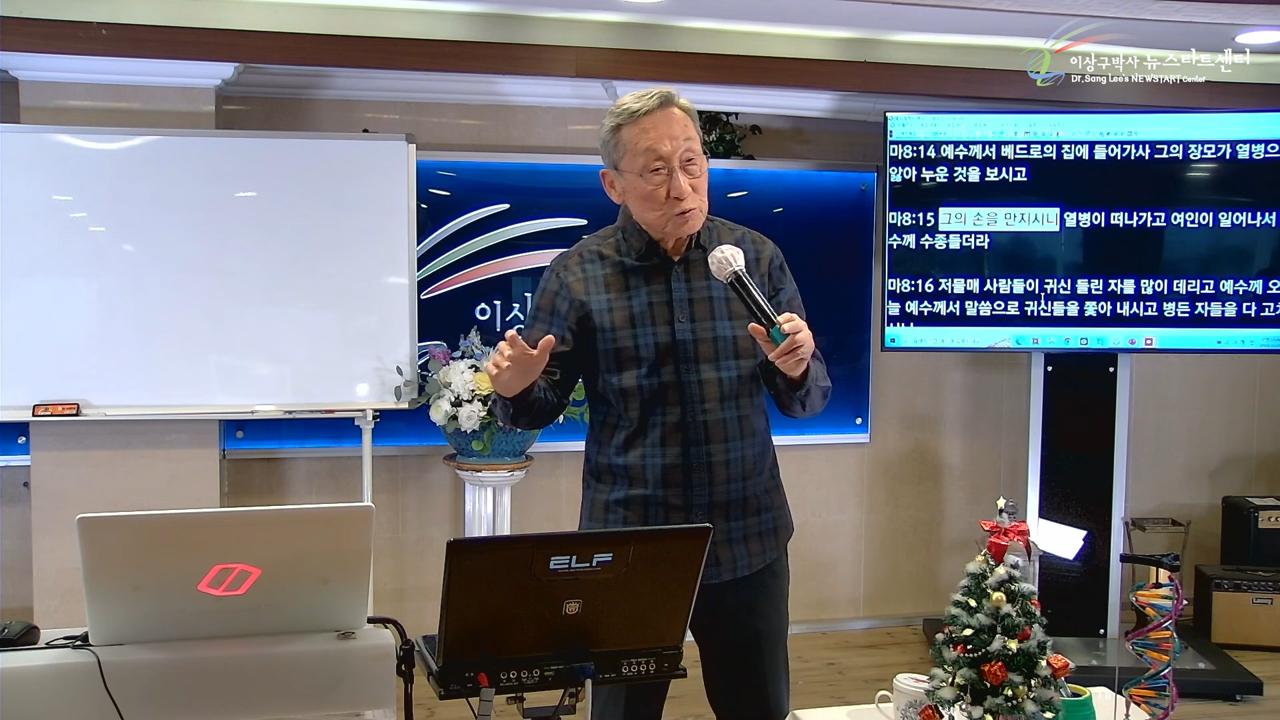 이상구박사 뉴스타트센터
Dr. Sang Lee's NEWSTART Center
마8:14 예수께서 베드로의 집에 들어가사 그의 장모가 열병으
앓아 누운 것을 보시고
마8:15 그의 손을 만지시니 열병이 떠나가고 여인이 일어나서
수께 수종들더라
마8:16 저물매 사람들이 귀신 들린 자를 많이 데리고 예수께 오
늘 예수께서 말씀으로 귀신들을 쫓아 내시고 병든 자들을 다 고
이상
ELF
Laney